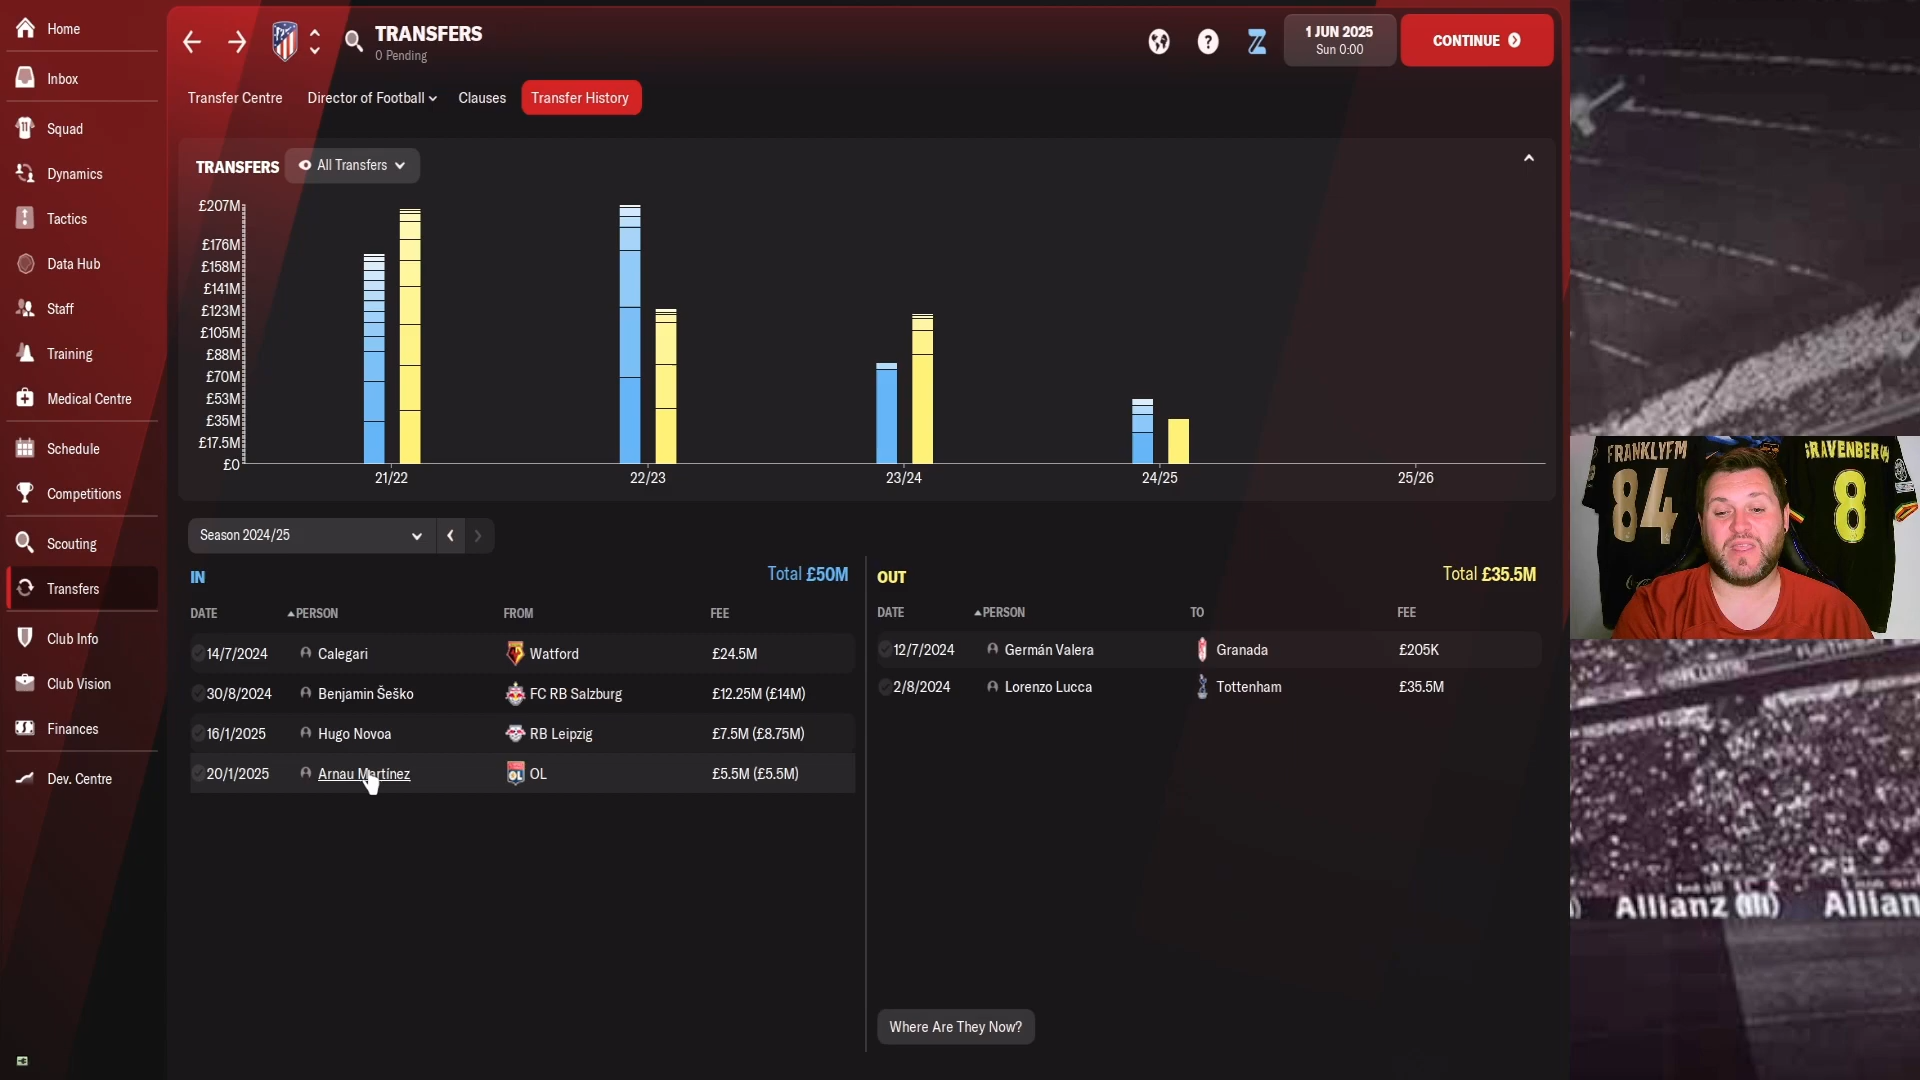 Home
Inbox
Squad
Dynamics
Tactics
Data Hub
Staff
Training
Medical Centre
Schedule
Competitions
Scouting
Transfers
Club Info
Club Vision
Finances
Dev. Centre
TRANSFERS
0 Pending
1 JUN 2025
Sun 0:00
CONTINUE
Transfer Centre
Director of Football
Clauses
Transfer History
TRANSFERS
All Transfers
£207M
£176M
£158M
£141M
£123M
£105M
£88M
£70M
£53M
£35M
£17.5M
£0
21/22
22/23
23/24
24/25
25/26
Season 2024/25
IN
Total £50M
DATE PERSON FROM FEE
14/7/2024 Calegari Watford £24.5M
30/8/2024 Benjamin Šeško FC RB Salzburg £12.25M (£14M)
16/1/2025 Hugo Novoa RB Leipzig £7.5M (£8.75M)
20/1/2025 Arnau Martínez OL £5.5M (£5.5M)
OUT
Total £35.5M
DATE PERSON TO FEE
12/7/2024 Germán Valera Granada £205K
2/8/2024 Lorenzo Lucca Tottenham £35.5M
Where Are They Now?
FRANKLYFM
84
GRAVENBERCH
8
Allianz
Allian